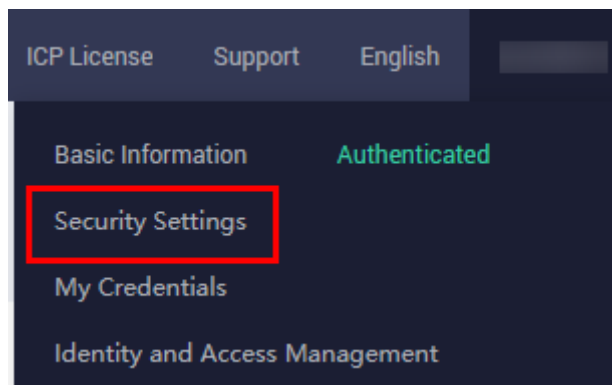 ICP License Support English
Basic Information Authenticated
Security Settings
My Credentials
Identity and Access Management